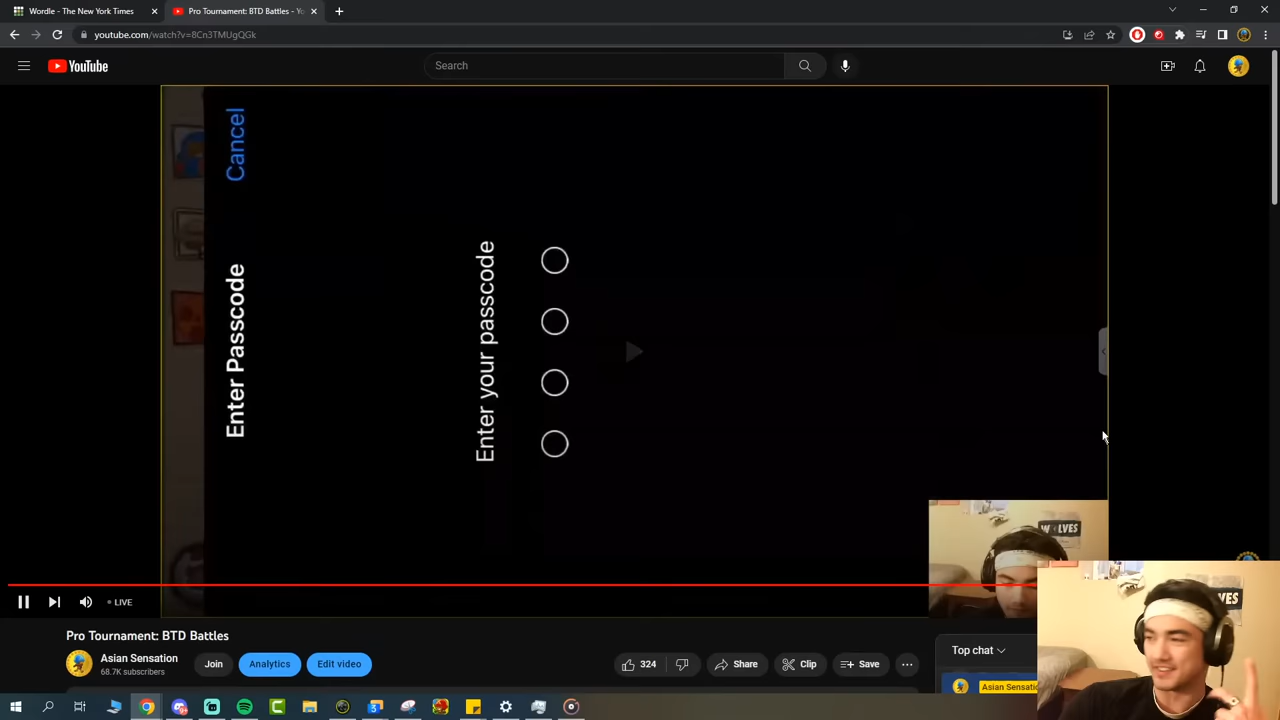 Wordle - The New York Times
Pro Tournament: BTD Battles - Yo
youtube.com/watch?v=8Cn3TMUgQGk
YouTube
Search
Cancel
Enter Passcode
Enter your passcode
WOLVES
VES
LIVE
Pro Tournament: BTD Battles
Asian Sensation
68.7K subscribers
Join
Analytics
Edit video
324
Share
Clip
Save
Top chat
Asian Sensatio